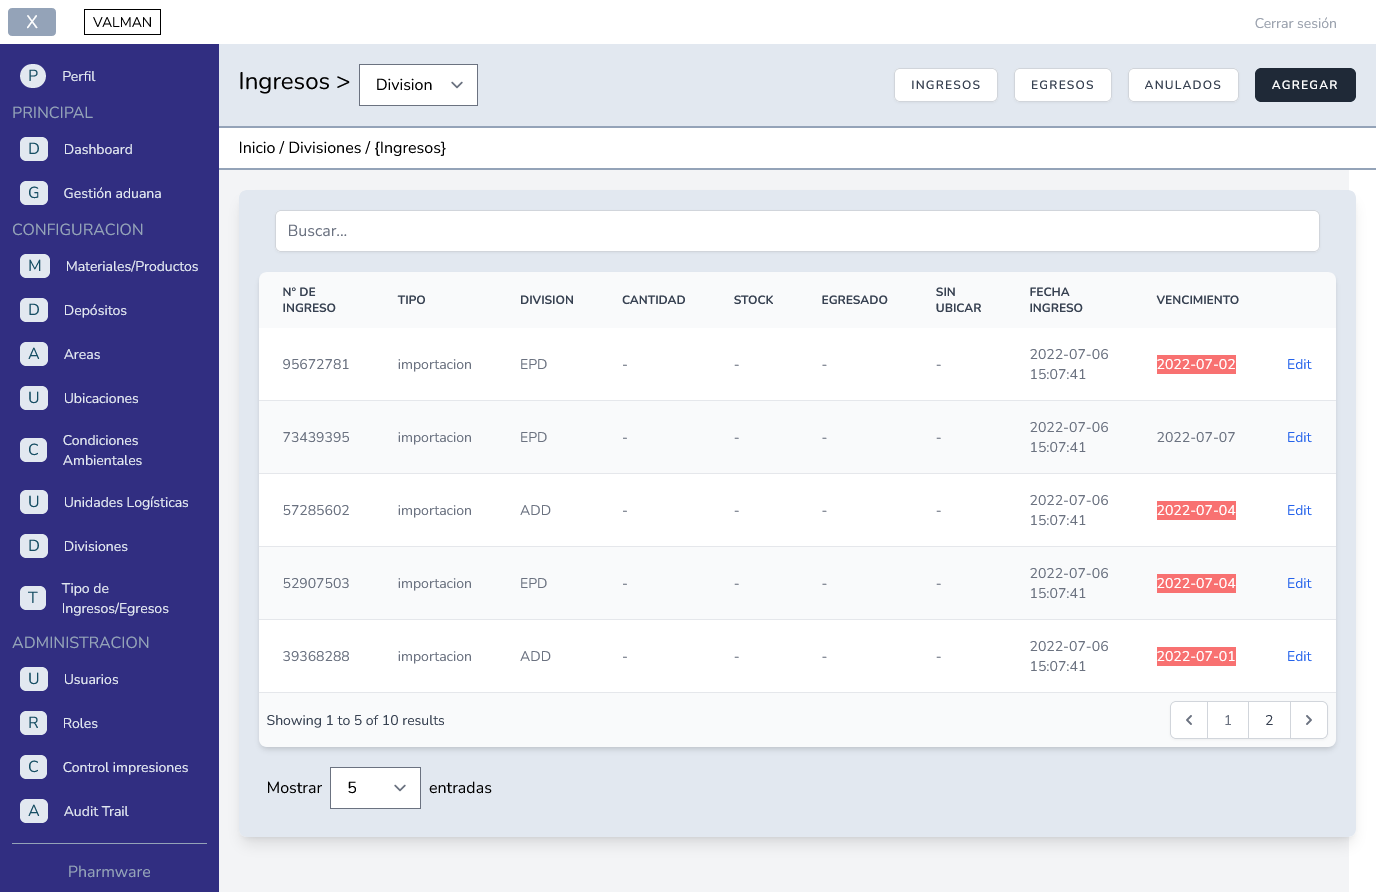 X
VALMAN
Cerrar sesión
P Perfil
PRINCIPAL
D Dashboard
G Gestión aduana
CONFIGURACION
M Materiales/Productos
D Depósitos
A Areas
U Ubicaciones
C Condiciones
Ambientales
U Unidades Logísticas
D Divisiones
T Tipo de
Ingresos/Egresos
ADMINISTRACION
U Usuarios
R Roles
C Control impresiones
A Audit Trail
Pharmware
Ingresos > Division
INGRESOS EGRESOS ANULADOS AGREGAR
Inicio / Divisiones / {Ingresos}
Buscar...
N° DE INGRESO TIPO DIVISION CANTIDAD STOCK EGRESADO SIN UBICAR FECHA INGRESO VENCIMIENTO
95672781 importacion EPD - - - - 2022-07-06 15:07:41 2022-07-02 Edit
73439395 importacion EPD - - - - 2022-07-06 15:07:41 2022-07-07 Edit
57285602 importacion ADD - - - - 2022-07-06 15:07:41 2022-07-04 Edit
52907503 importacion EPD - - - - 2022-07-06 15:07:41 2022-07-04 Edit
39368288 importacion ADD - - - - 2022-07-06 15:07:41 2022-07-01 Edit
Showing 1 to 5 of 10 results
1 2
Mostrar 5 entradas